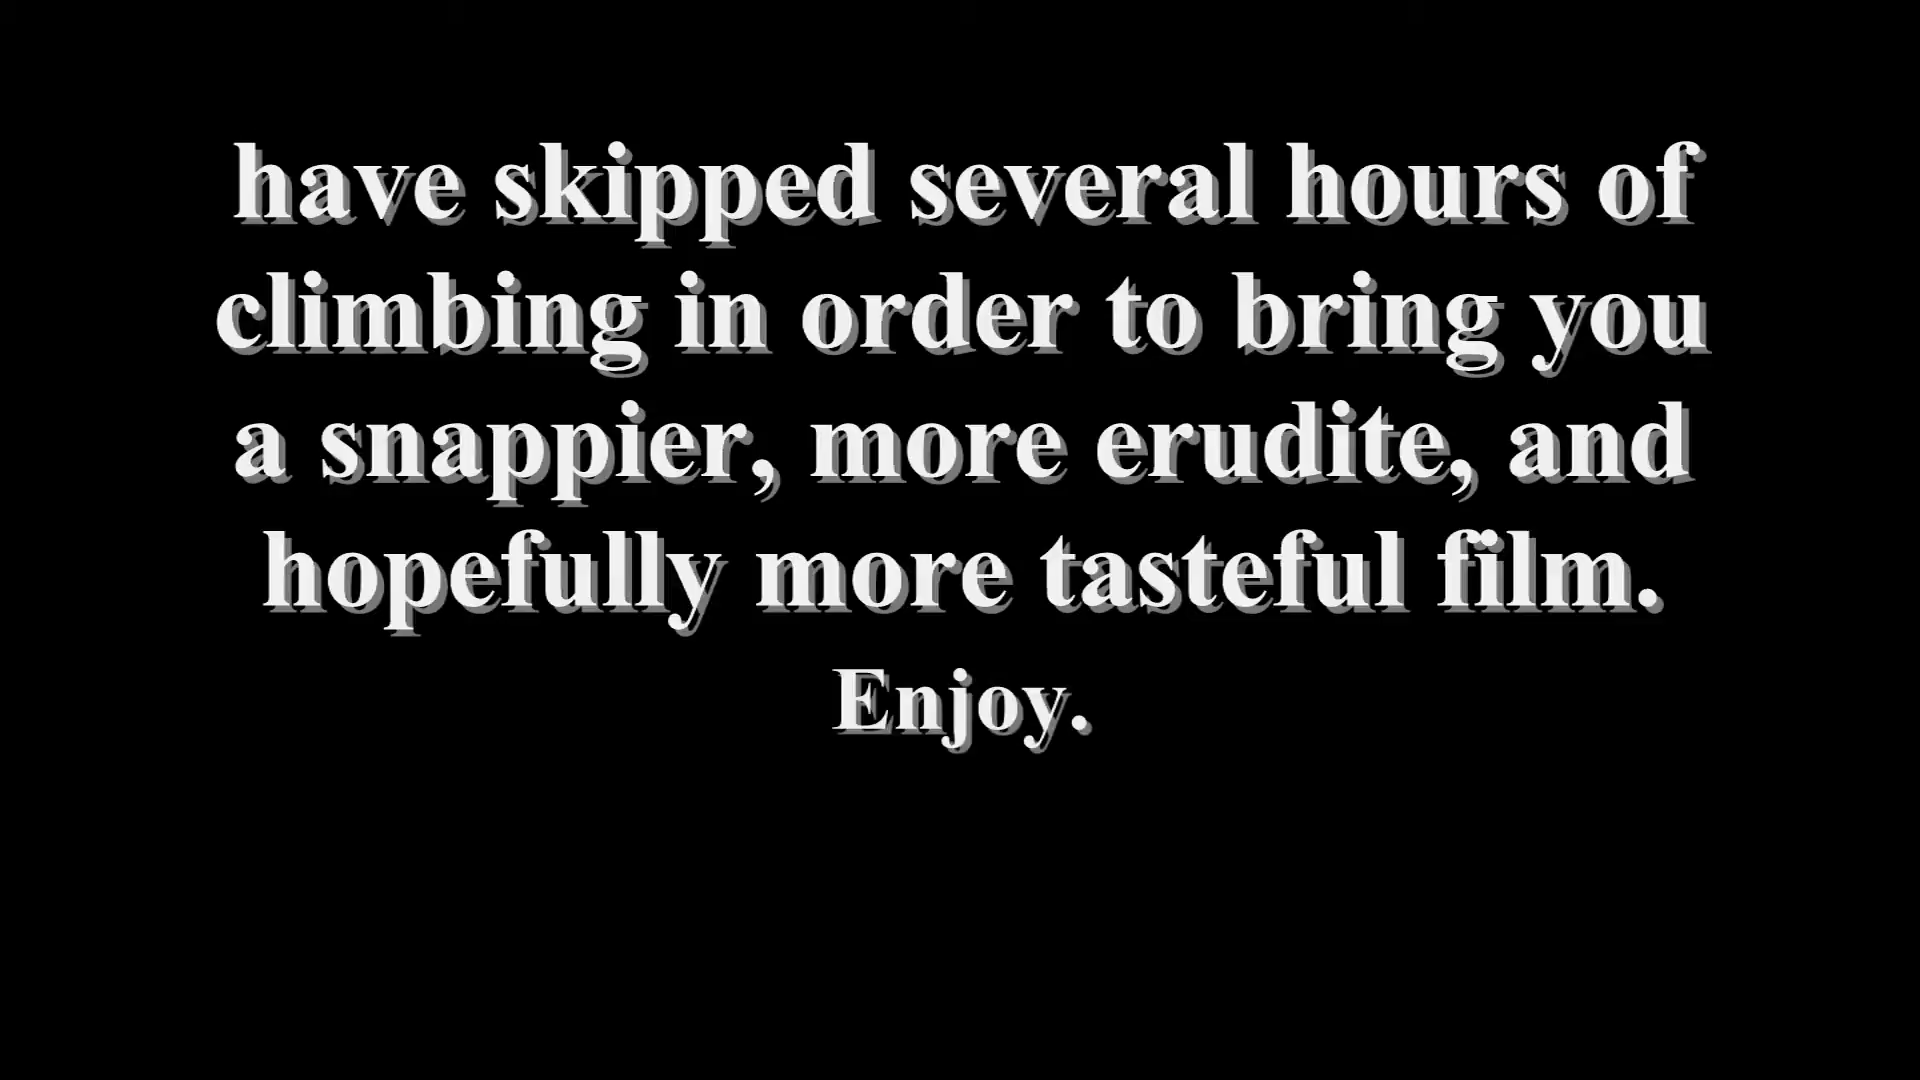 have skipped several hours of
climbing in order to bring you
a snappier, more erudite, and
hopefully more tasteful film.
Enjoy.